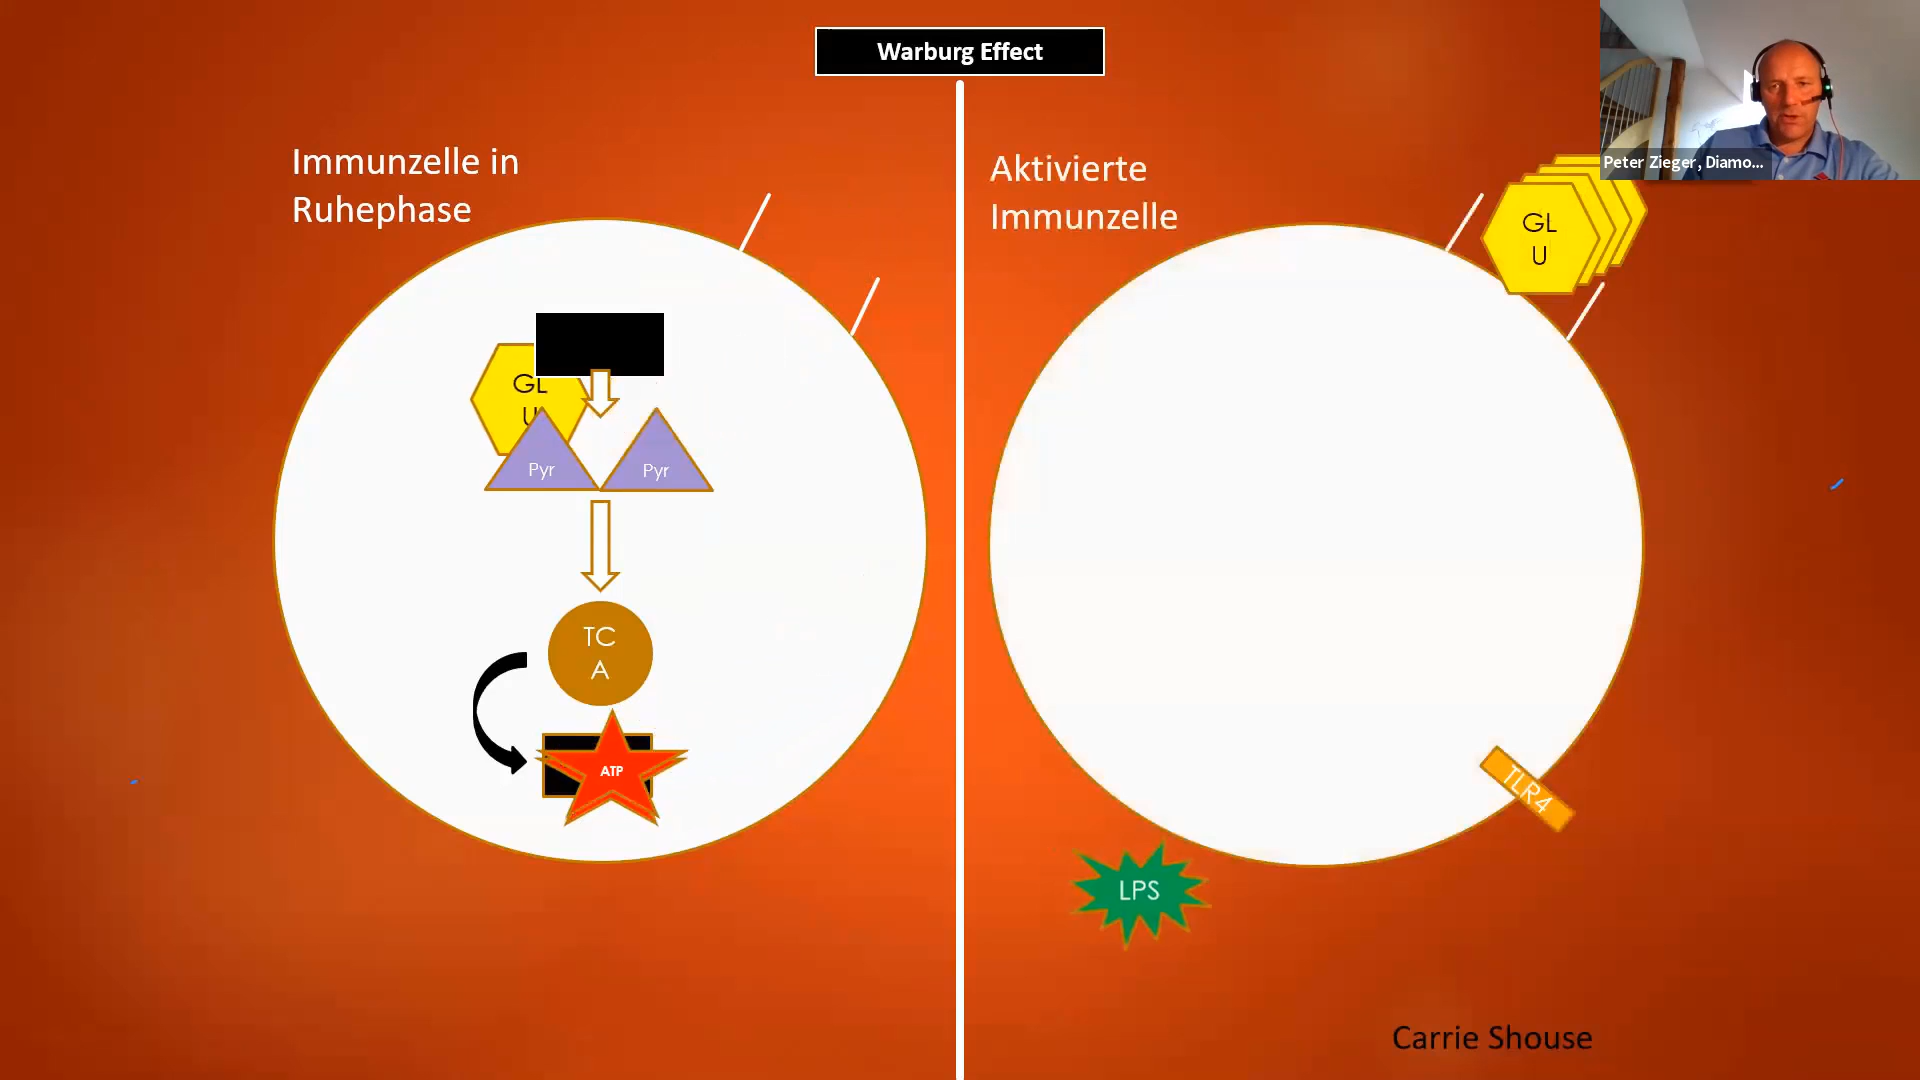 Warburg Effect
Peter Zieger, Diamo...
Immunzelle in
Ruhephase
GL
U
Pyr
Pyr
TC
A
ATP
Aktivierte
Immunzelle
GL
U
TLR4
LPS
Carrie Shouse